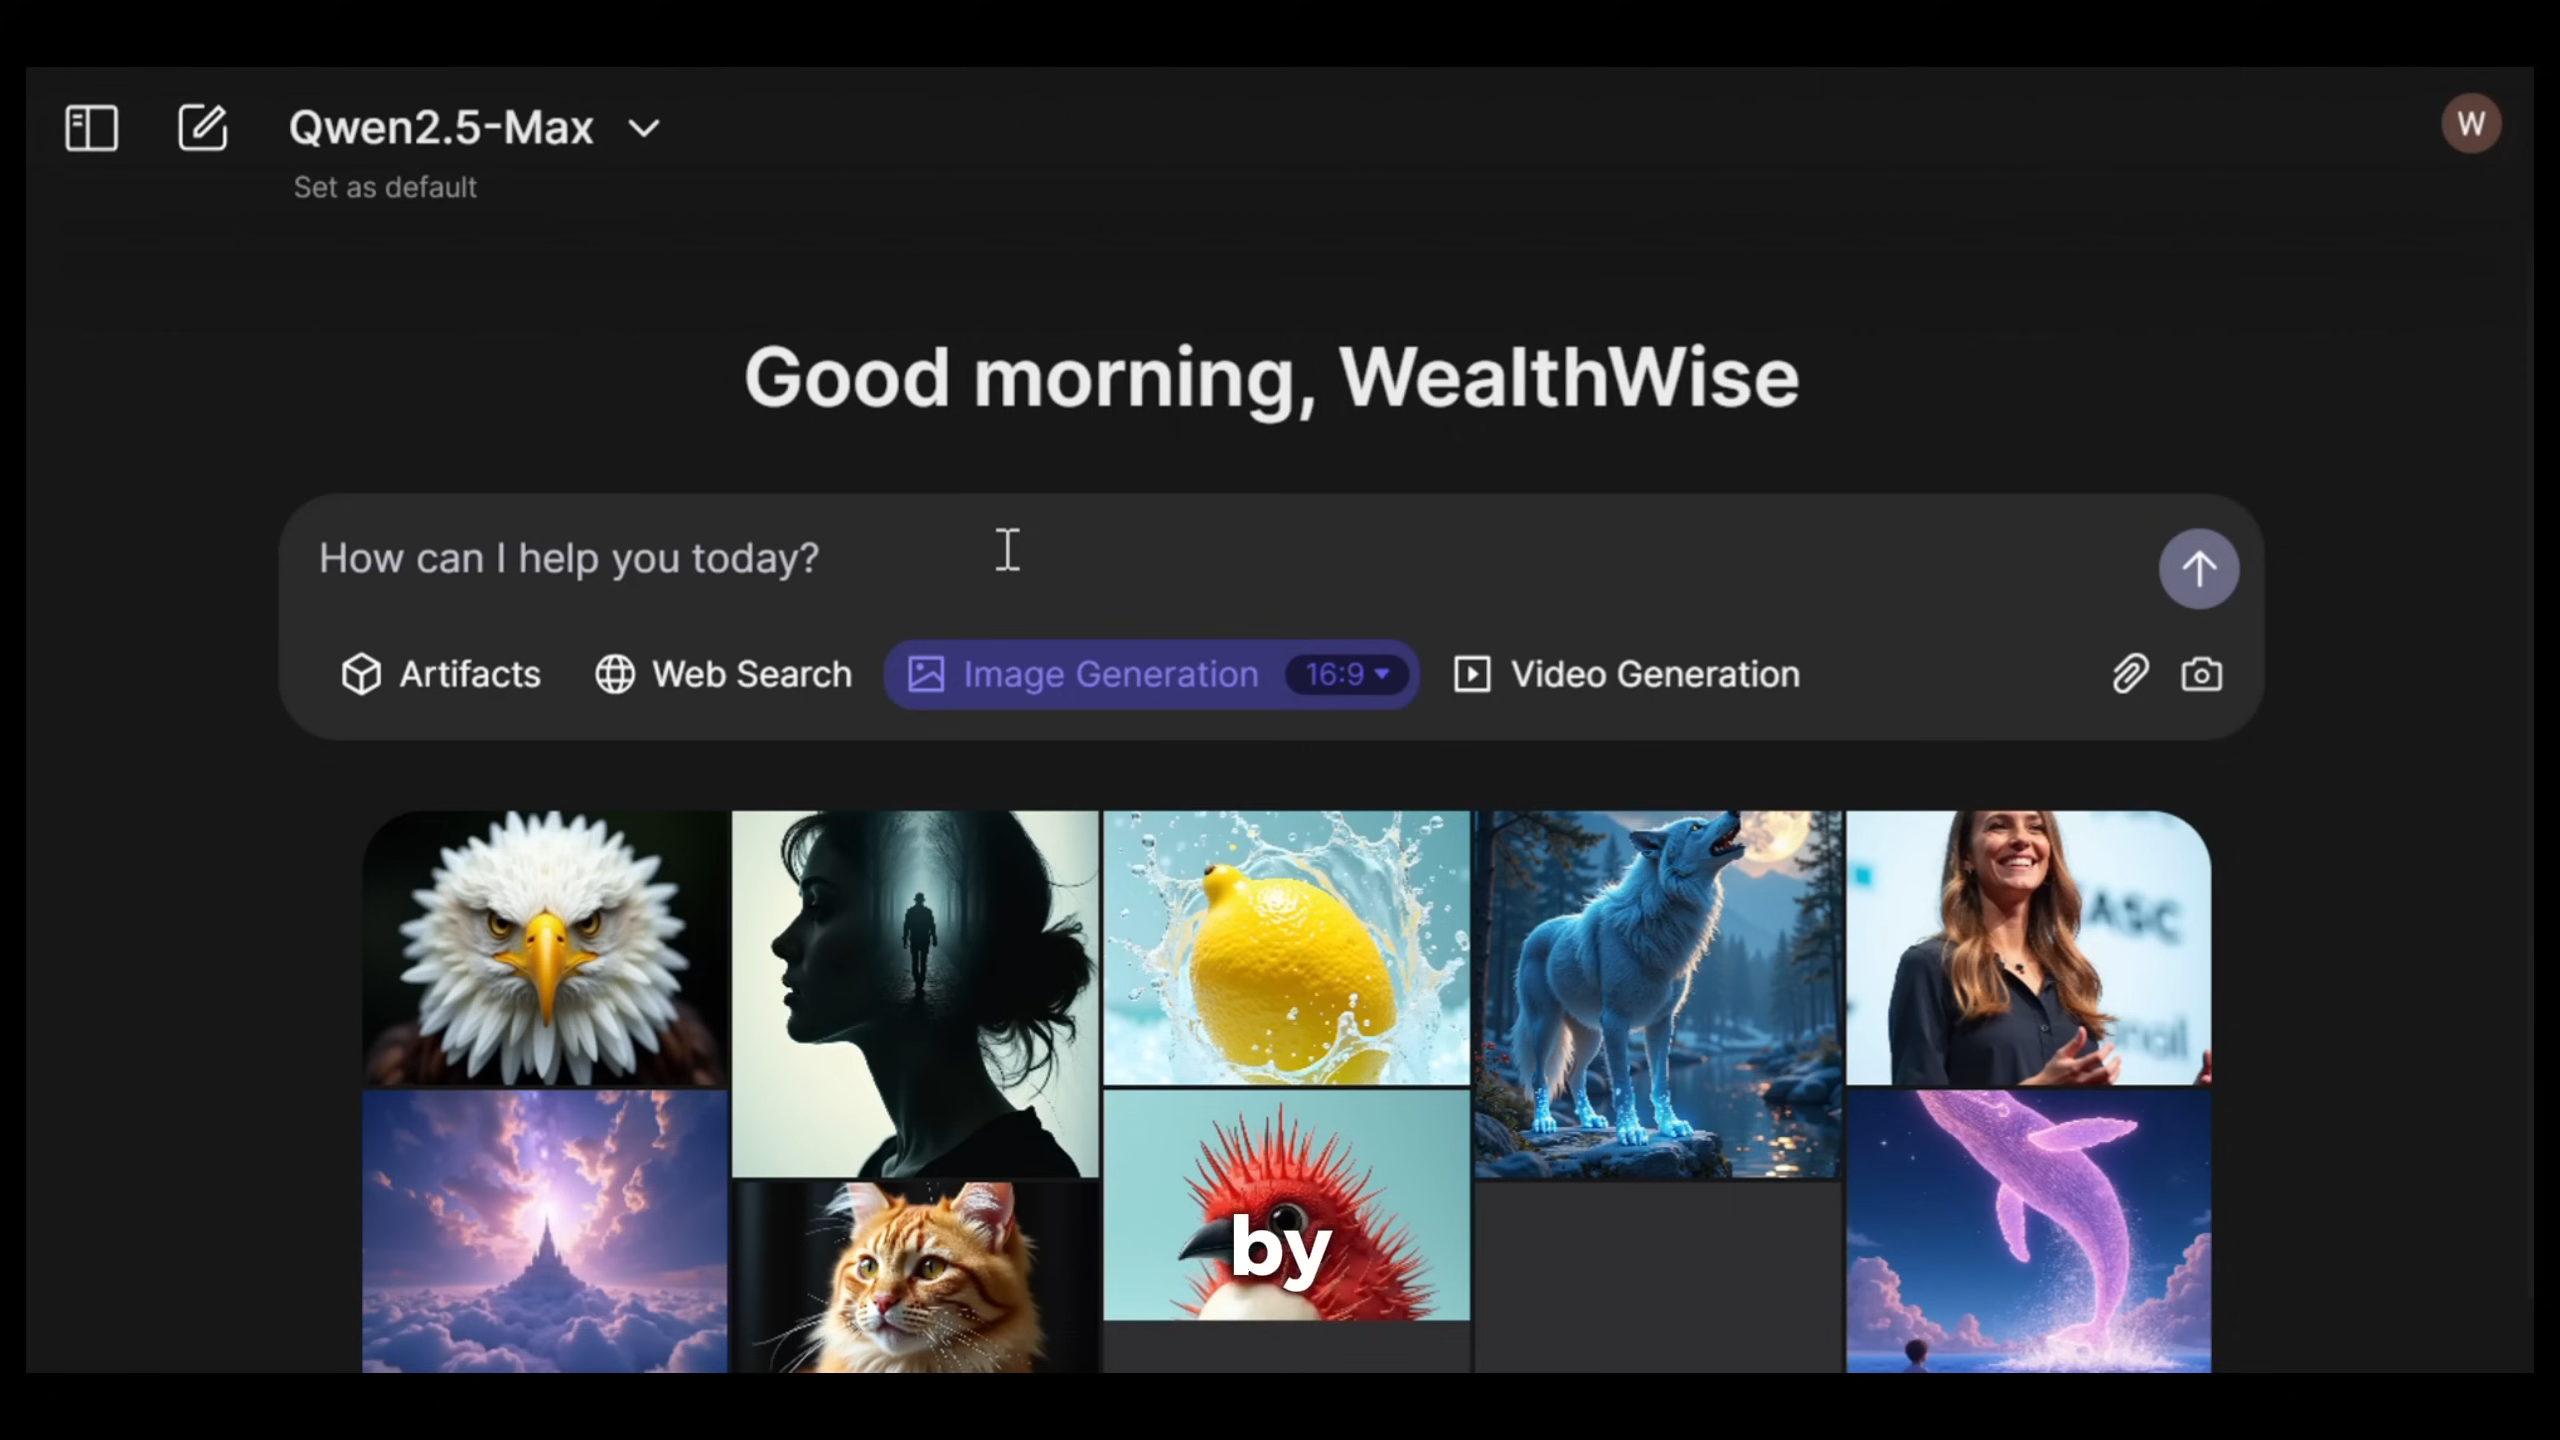 Qwen2.5-Max
W
Set as default
Good morning, WealthWise
How can I help you today?
Artifacts
Web Search
Image Generation
16:9
Video Generation
ASC
by